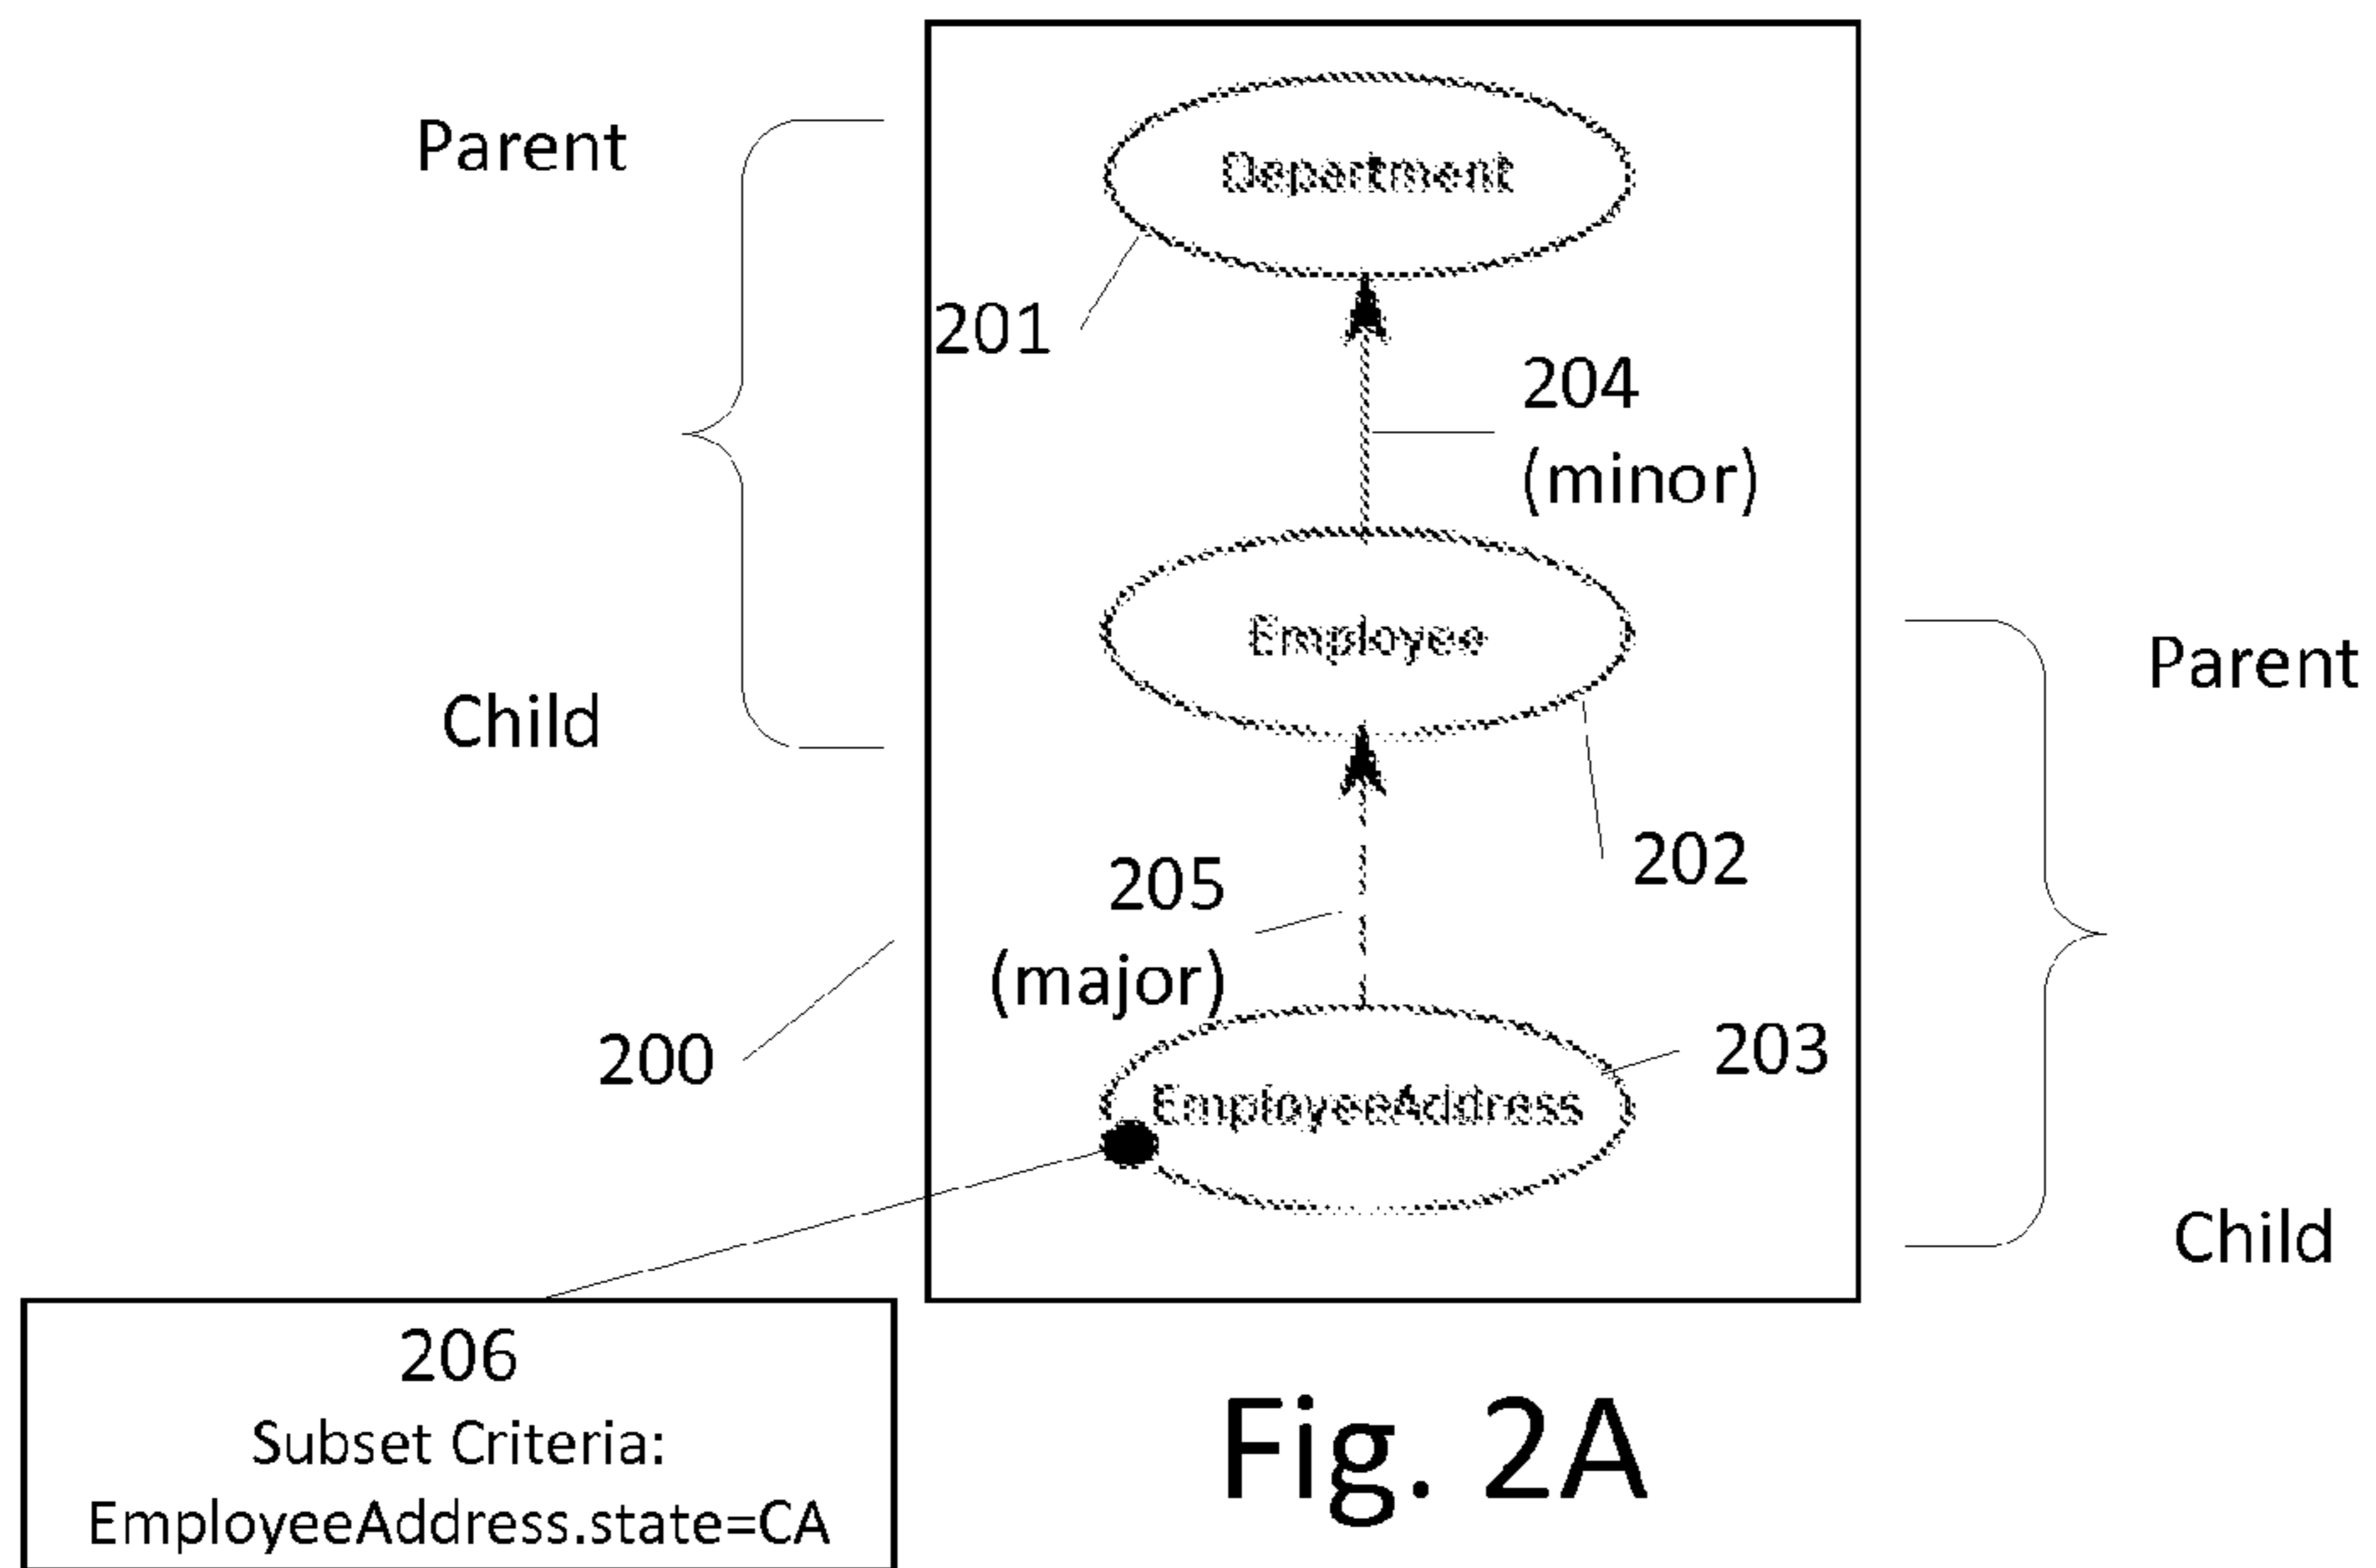 Parent
Department
201
204
(minor)
Employee
Parent
Child
202
205
(major)
200
203
EmployeeAddress
Child
206
Subset Criteria:
EmployeeAddress.state=CA
Fig. 2A